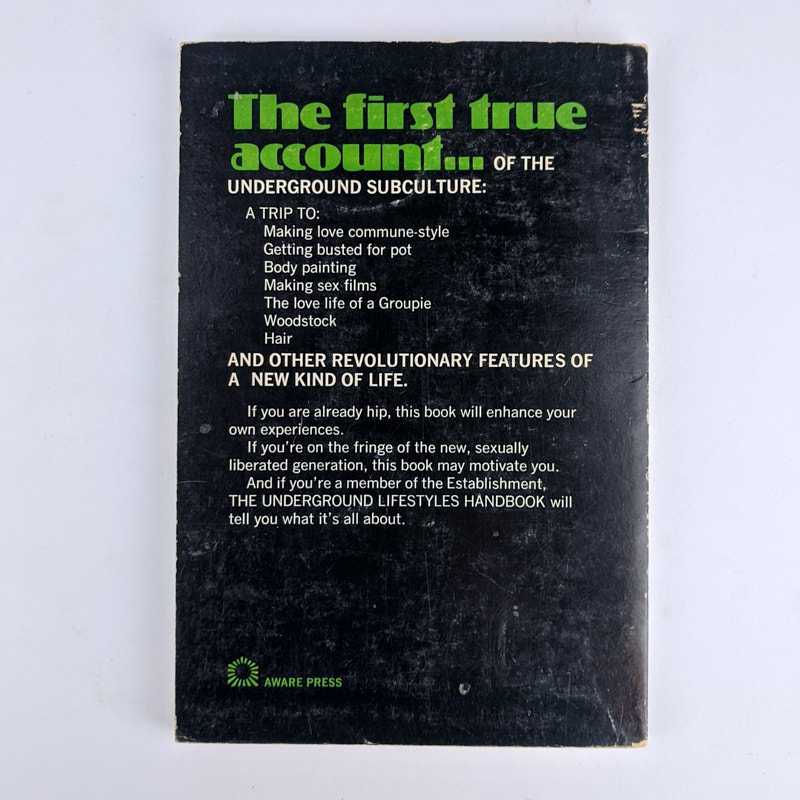 The first true
account... OF THE
UNDERGROUND SUBCULTURE:
A TRIP TO:
Making love commune-style
Getting busted for pot
Body painting
Making sex films
The love life of a Groupie
Woodstock
Hair
AND OTHER REVOLUTIONARY FEATURES OF
A NEW KIND OF LIFE.
If you are already hip, this book will enhance your
own experiences.
If you're on the fringe of the new, sexually
liberated generation, this book may motivate you.
And if you're a member of the Establishment,
THE UNDERGROUND LIFESTYLES HANDBOOK will
tell you what it's all about.
AWARE PRESS